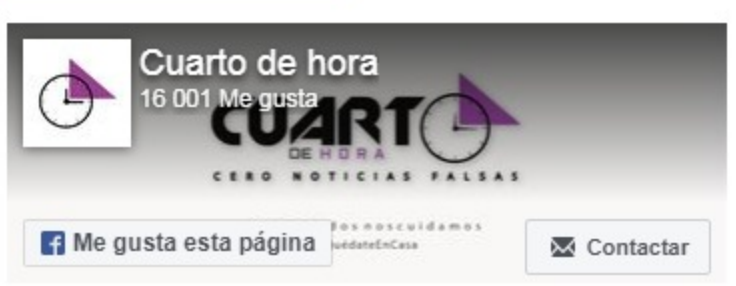 Cuarto de hora
16 001 Me gusta
CUARTO
DE HORA
CERO NOTICIAS FALSAS
Me gusta esta página
Contactar